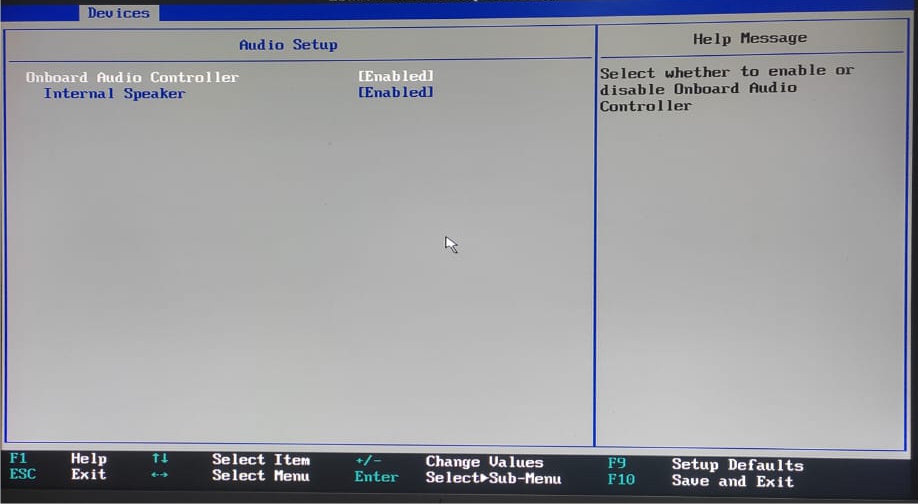 Devices
Audio Setup
Help Message
Onboard Audio Controller [Enabled]
Internal Speaker [Enabled]
Select whether to enable or
disable Onboard Audio
Controller
F1 Help ↑↓ Select Item +/- Change Values F9 Setup Defaults
ESC Exit ←→ Select Menu Enter Select▶Sub-Menu F10 Save and Exit